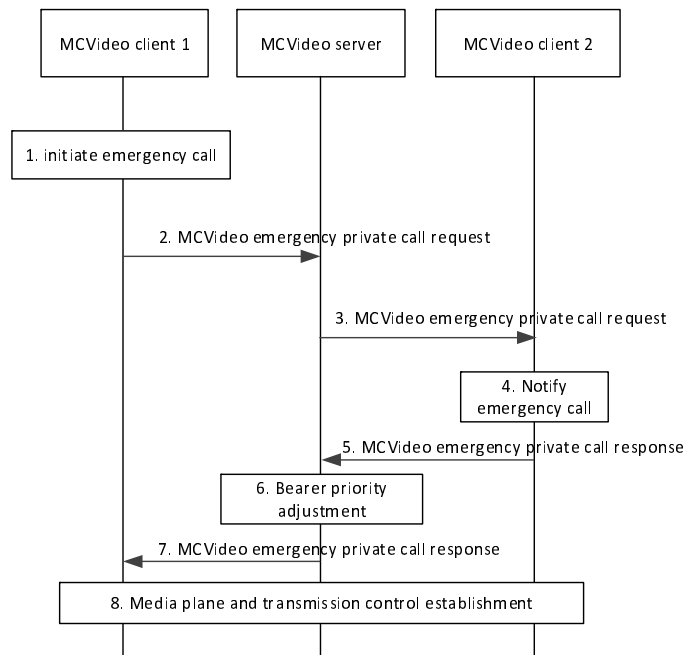 MCVideo client 1
MCVideo server
MCVideo client 2
1. initiate emergency call
2. MCVideo emergency private call request
3. MCVideo emergency private call request
4. Notify
emergency call
5. MCVideo emergency private call response
6. Bearer priority
adjustment
7. MCVideo emergency private call response
8. Media plane and transmission control establishment